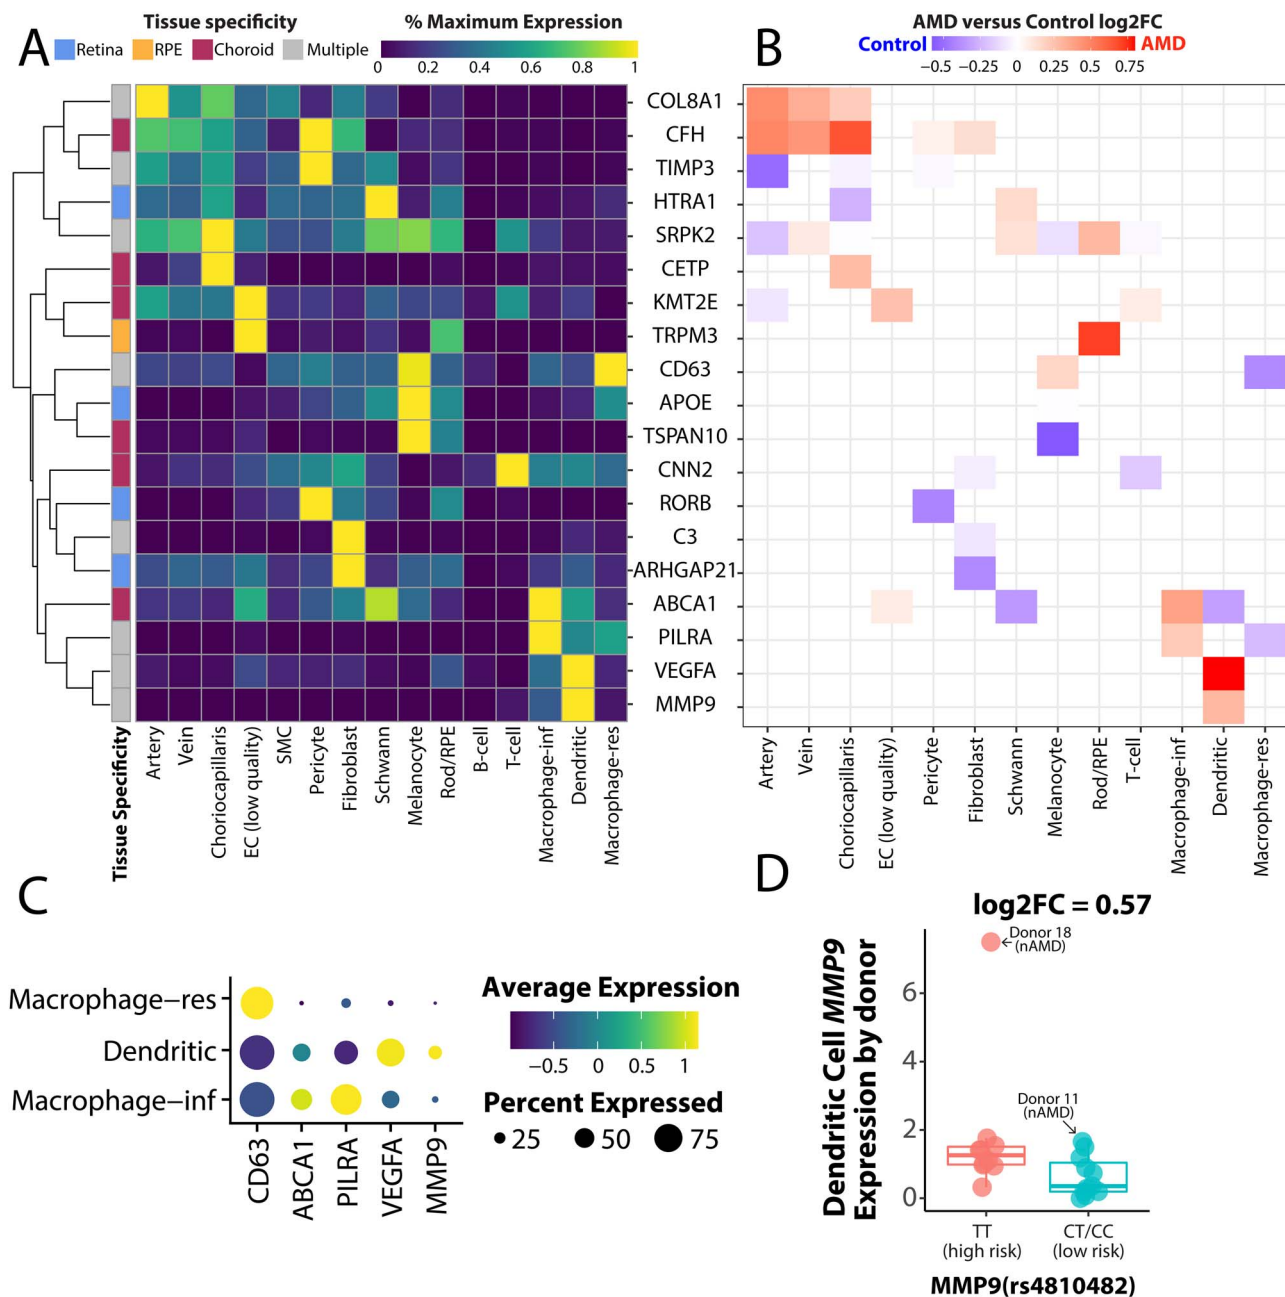 A
Tissue specificity
Retina
RPE
Choroid
Multiple
% Maximum Expression
0 0.2 0.4 0.6 0.8 1
COL8A1
CFH
TIMP3
HTRA1
SRPK2
CETP
KMT2E
TRPM3
CD63
APOE
TSPAN10
CNN2
RORB
C3
ARHGAP21
ABCA1
PILRA
VEGFA
MMP9
Tissue Specificity
Artery
Vein
Choriocapillaris
EC (low quality)
SMC
Pericyte
Fibroblast
Schwann
Melanocyte
Rod/RPE
B-cell
T-cell
Macrophage-inf
Dendritic
Macrophage-res
B
AMD versus Control log2FC
Control
AMD
−0.5 −0.25 0 0.25 0.5 0.75
Artery
Vein
Choriocapillaris
EC (low quality)
Pericyte
Fibroblast
Schwann
Melanocyte
Rod/RPE
T-cell
Macrophage-inf
Dendritic
Macrophage-res
C
Macrophage−res
Dendritic
Macrophage−inf
CD63
ABCA1
PILRA
VEGFA
MMP9
Average Expression
−0.5 0 0.5 1
Percent Expressed
25 50 75
D
log2FC = 0.57
Dendritic Cell MMP9
Expression by donor
6
4
2
0
Donor 18
(nAMD)
Donor 11
(nAMD)
TT
(high risk)
CT/CC
(low risk)
MMP9(rs4810482)